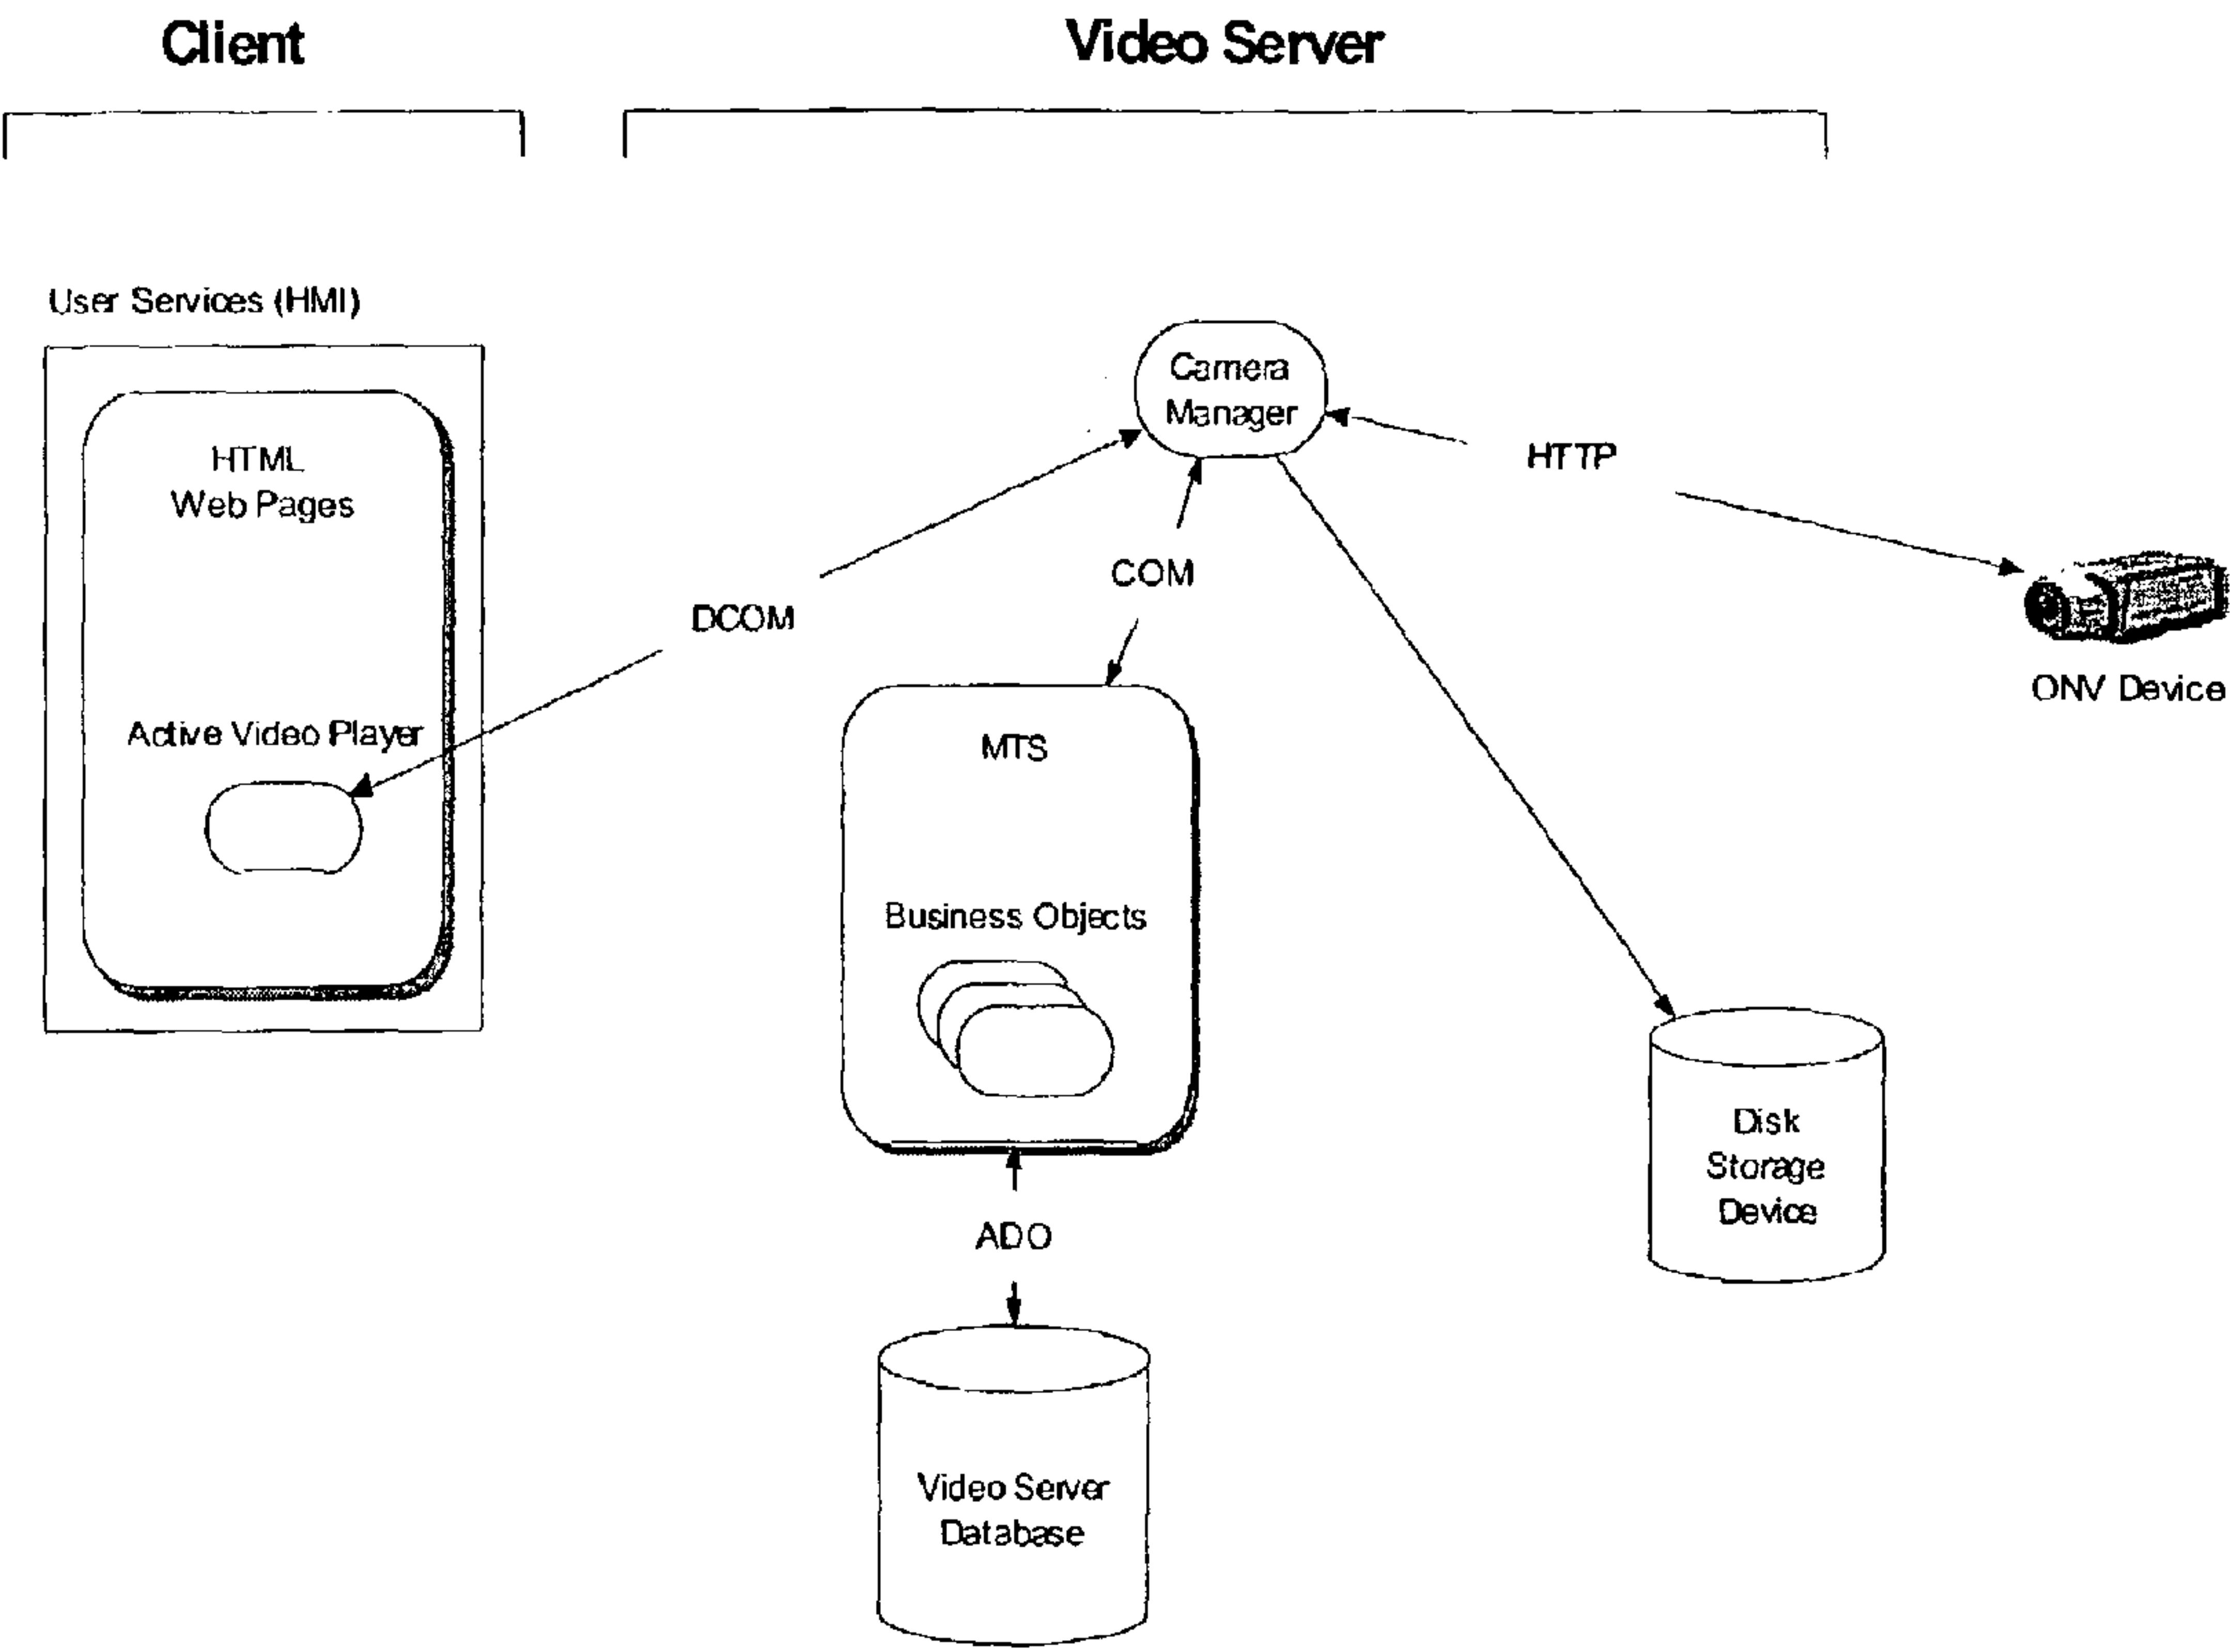 Client
Video Server
User Services (HMI)
HTML
Web Pages
Active Video Player
DCOM
Camera
Manager
COM
HTTP
ONV Device
MTS
Business Objects
ADO
Video Server
Database
Disk
Storage
Device